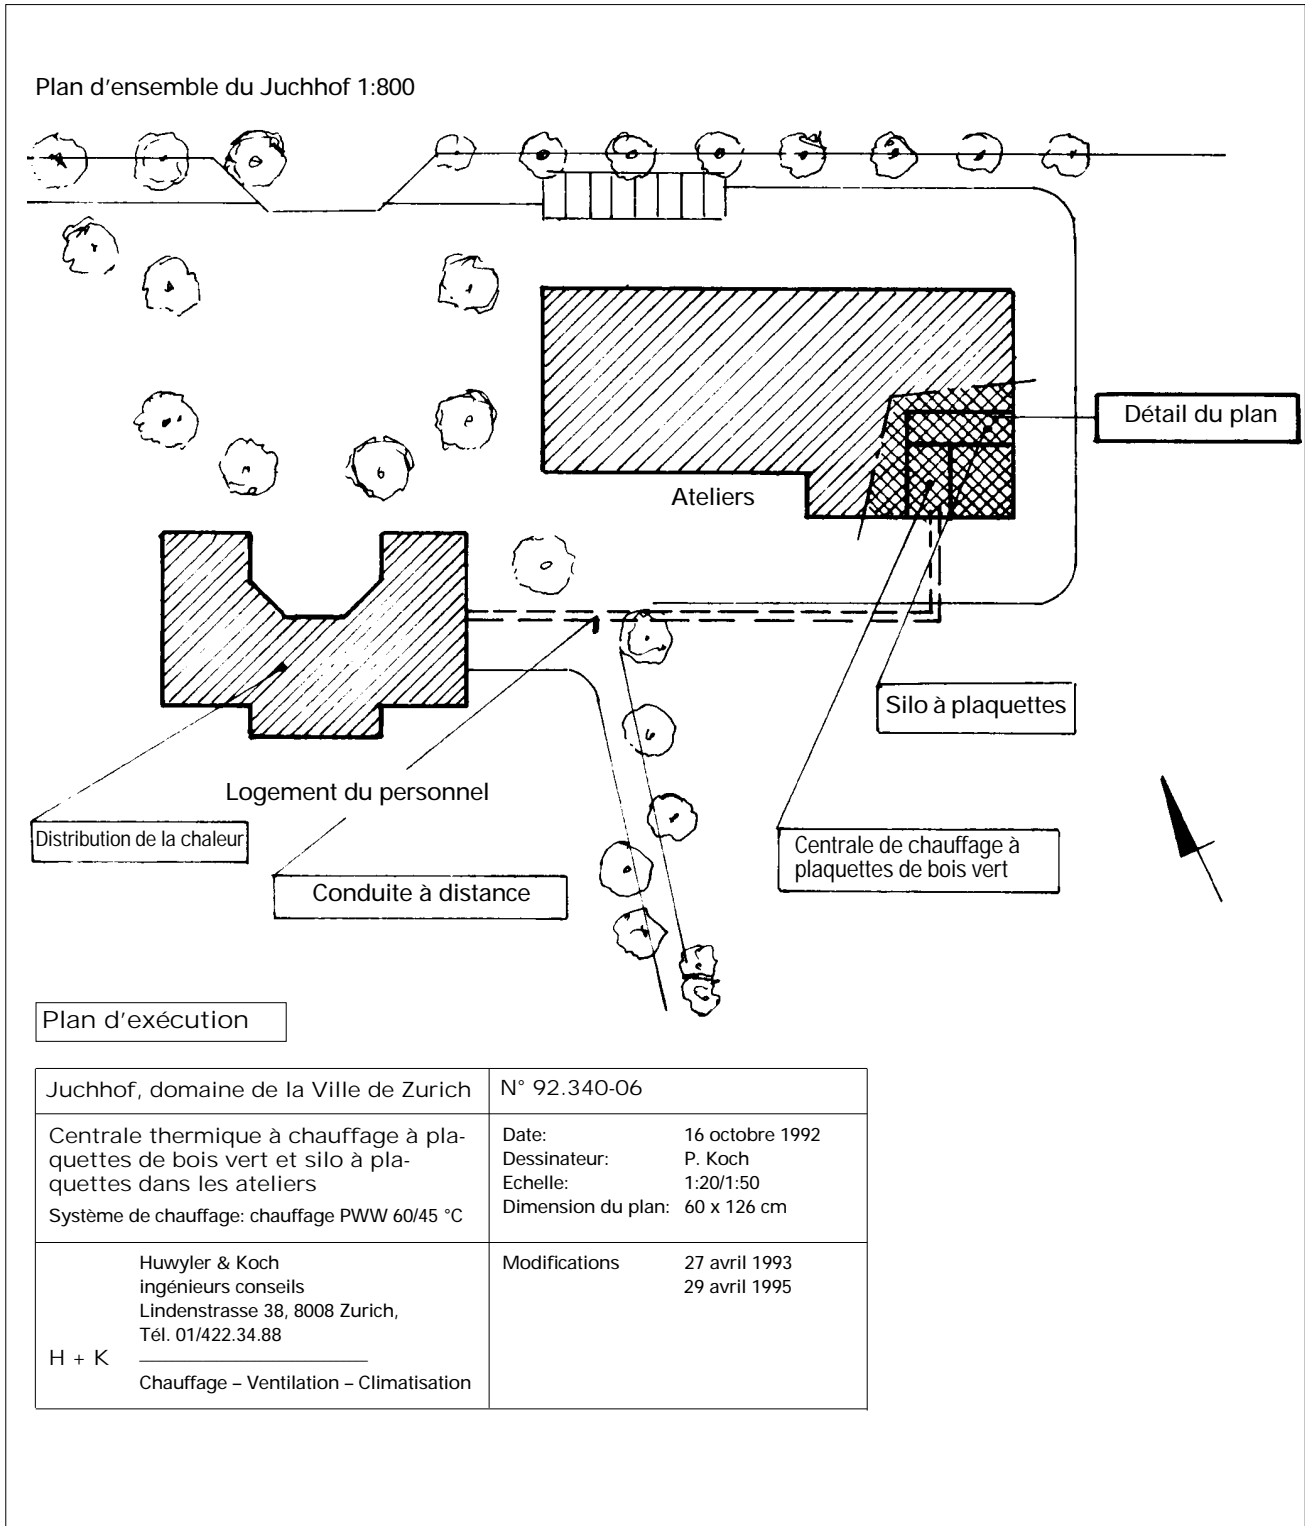 Plan d'ensemble du Juchhof 1:800
Détail du plan
Ateliers
Silo à plaquettes
Logement du personnel
Distribution de la chaleur
Centrale de chauffage à
plaquettes de bois vert
Conduite à distance
Plan d'exécution
Juchhof, domaine de la Ville de Zurich
N° 92.340-06
Centrale thermique à chauffage à pla-
quettes de bois vert et silo à pla-
quettes dans les ateliers
Système de chauffage: chauffage PWW 60/45 °C
Date: 16 octobre 1992
Dessinateur: P. Koch
Echelle: 1:20/1:50
Dimension du plan: 60 x 126 cm
Huwyler & Koch
ingénieurs conseils
Lindenstrasse 38, 8008 Zurich,
Tél. 01/422.34.88
H + K
Chauffage – Ventilation – Climatisation
Modifications 27 avril 1993
29 avril 1995